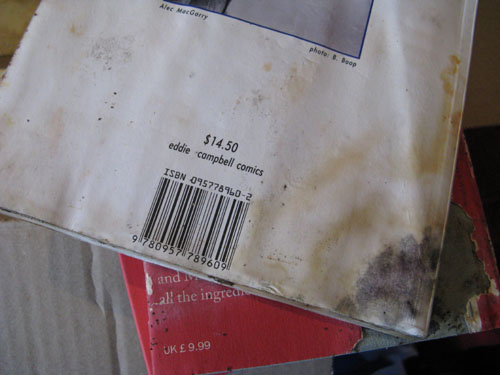 Alec MacGarry
photo: B. Boop
$14.50
eddie campbell comics
ISBN 0957789602
9 780957 789609
and M
all the ingredi
UK £9.99